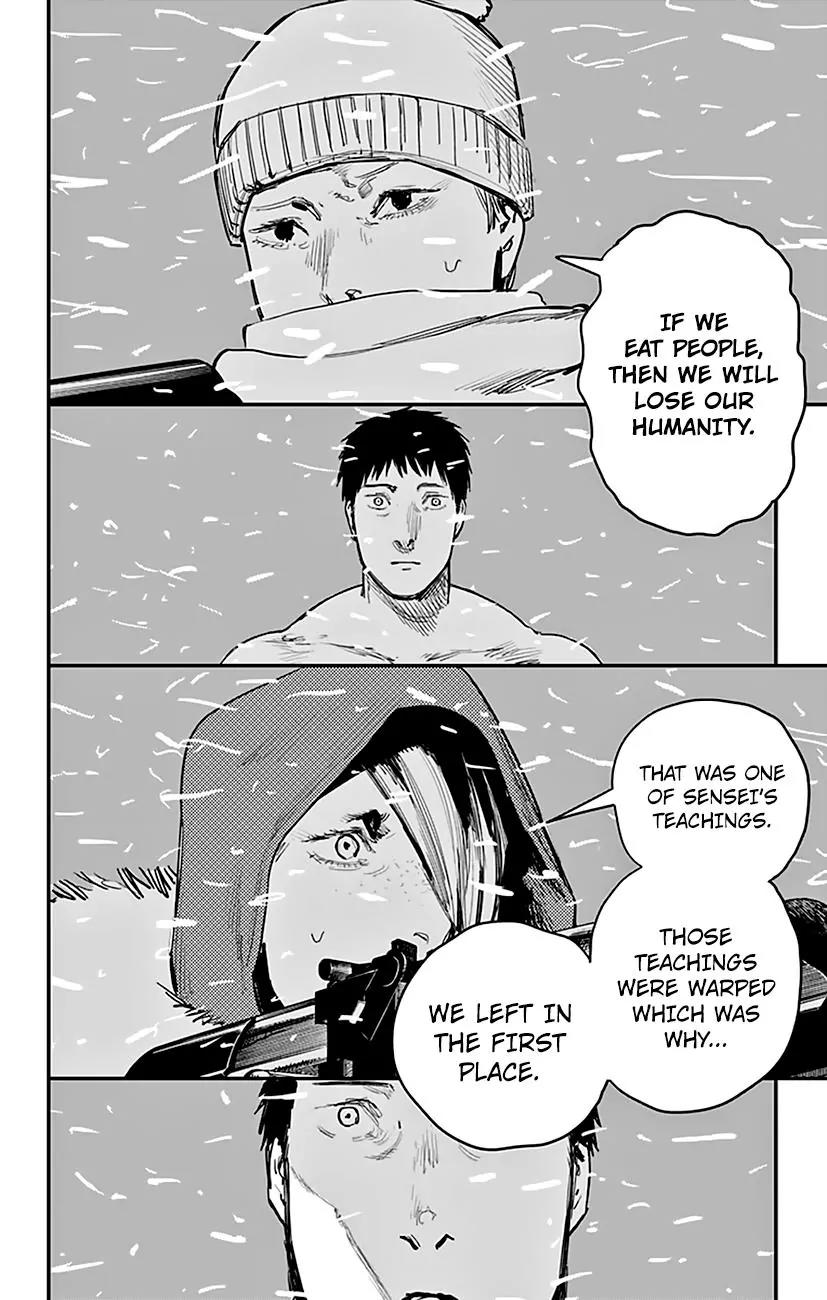 IF WE
EAT PEOPLE,
THEN WE WILL
LOSE OUR
HUMANITY.
THAT WAS ONE
OF SENSEI'S
TEACHINGS.
THOSE
TEACHINGS
WERE WARPED
WHICH WAS
WHY...
WE LEFT IN
THE FIRST
PLACE.